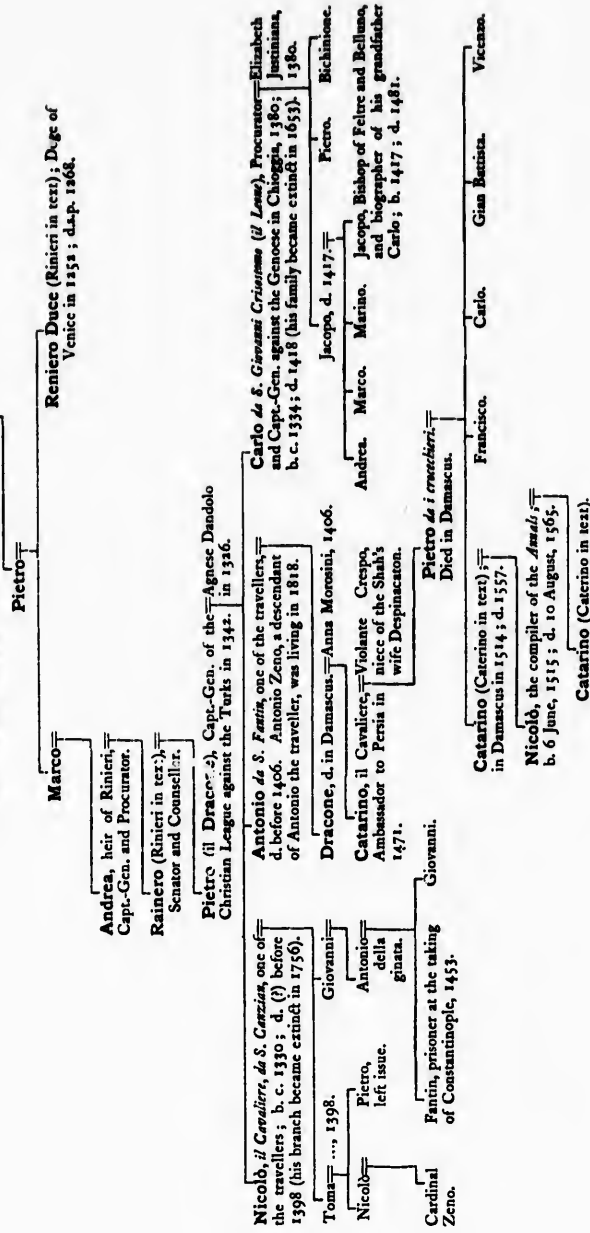 Pietro
Marco
Reniero Duce (Rinieri in text); Doge of
Venice in 1252; d.s.p. 1268.
Andrea, heir of Rinieri,
Capt.-Gen. and Procurator.
Rainero (Rinieri in text),
Senator and Counsellor.
Pietro (il Dracone), Capt.-Gen. of the = Agnese Dandolo
Christian League against the Turks in 1342. in 1326.
Nicolò, il Cavaliere, da S. Canzian, one of
the travellers; b. c. 1330; d. (?) before
1398 (his branch became extinct in 1756).
Antonio da S. Fantin, one of the travellers,
d. before 1406. Antonio Zeno, a descendant
of Antonio the traveller, was living in 1818.
Carlo da S. Giovanni Crisostomo (il Leone), Procurator = Elizabeth
and Capt.-Gen. against the Genoese in Chioggia, 1380; Justiniana,
b. c. 1334; d. 1418 (his family became extinct in 1653). 1380.
Toma = ..., 1398.
Giovanni
Dracone, d. in Damascus. = Anna Morosini, 1406.
Jacopo, d. 1417.
Pietro.
Bichinione.
Nicolò
Pietro,
left issue.
Antonio
della
ginata.
Catarino, il Cavaliere, = Violante Crespo,
Ambassador to Persia in niece of the Shah's
1471. wife Despinacaton.
Andrea.
Marco.
Marino.
Jacopo, Bishop of Feltre and Belluno,
and biographer of his grandfather
Carlo; b. 1417; d. 1481.
Cardinal
Zeno.
Fantin, prisoner at the taking
of Constantinople, 1453.
Giovanni.
Pietro da i crucechieri.
Died in Damascus.
Catarino (Caterino in text);
in Damascus in 1514; d. 1557.
Francisco.
Carlo.
Gian Battista.
Vicenzo.
Nicolò, the compiler of the Annals;
b. 6 June, 1515; d. 10 August, 1565.
Catarino (Caterino in text).